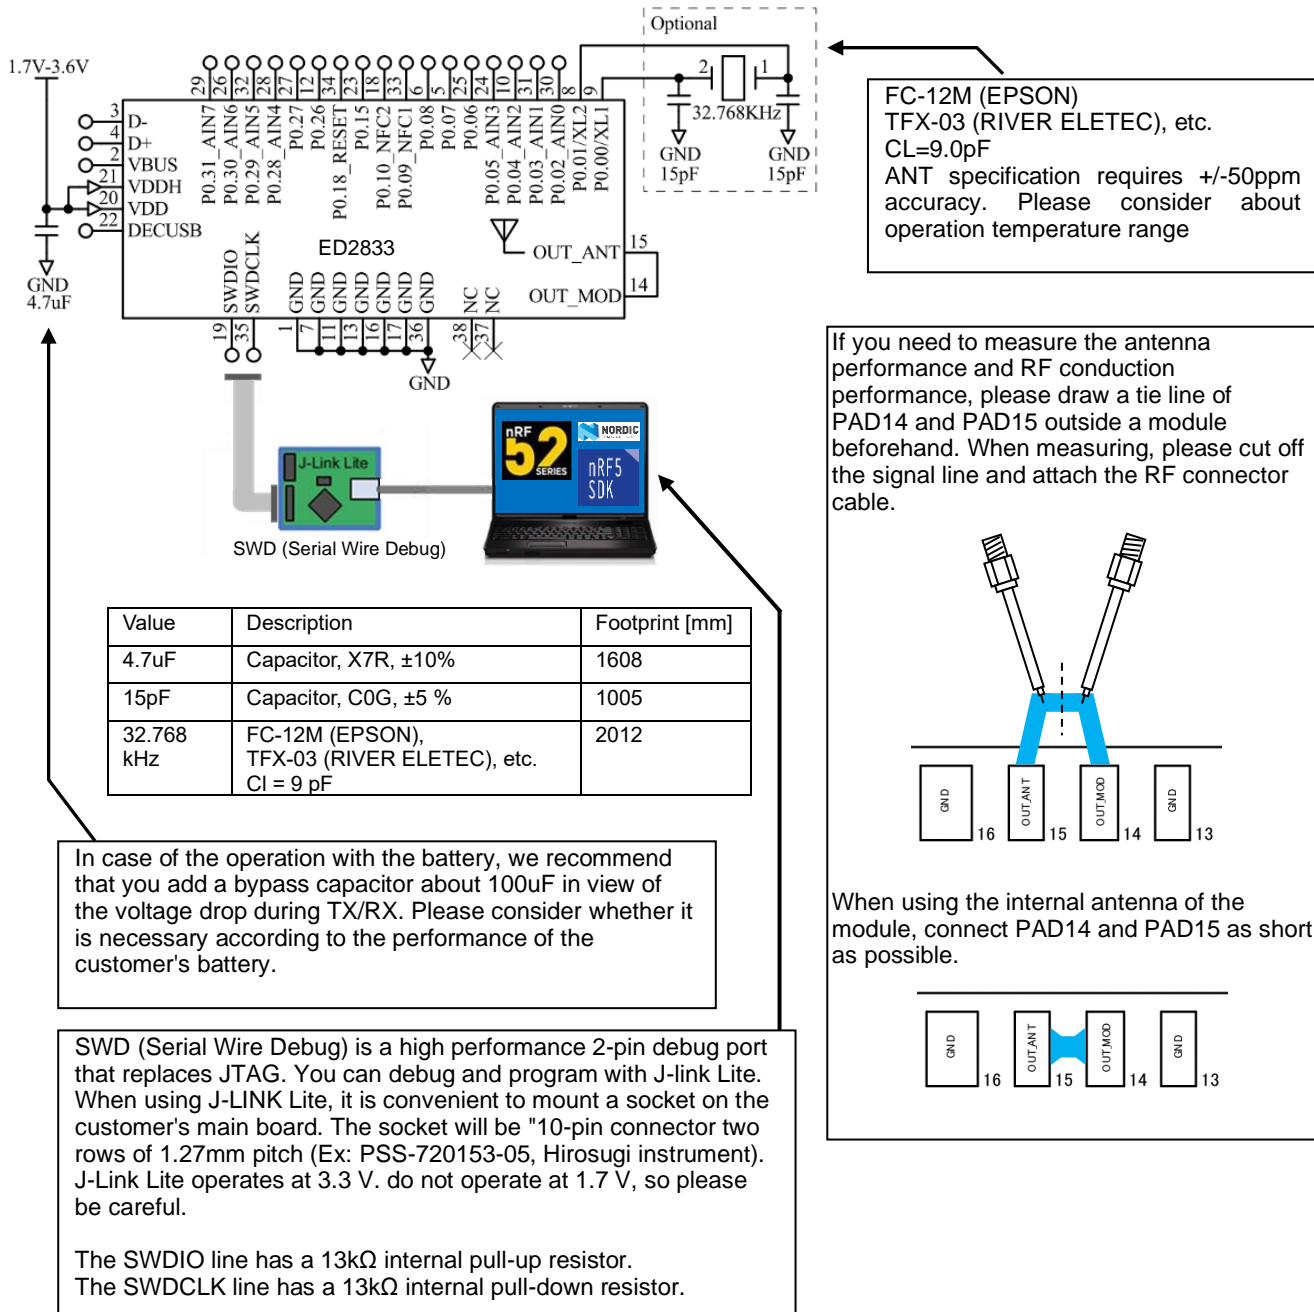 Optional
1.7V-3.6V
29 26 32 28 27 12 34 23 18 33 6 5 25 24 10 31 30 8 9
2 1
32.768KHz
GND
15pF
GND
15pF
3 D-
4 D+
2 VBUS
21 VDDH
20 VDD
22 DECUSB
P0.31_AIN7
P0.30_AIN6
P0.29_AIN5
P0.28_AIN4
P0.27
P0.26
P0.18_RESET
P0.15
P0.10_NFC2
P0.09_NFC1
P0.08
P0.07
P0.06
P0.05_AIN3
P0.04_AIN2
P0.03_AIN1
P0.02_AIN0
P0.01/XL2
P0.00/XL1
GND
4.7uF
ED2833
OUT_ANT 15
OUT_MOD 14
SWDIO
SWDCLK
GND
GND
GND
GND
GND
GND
GND
NC
NC
19 35 1 7 11 13 16 17 36 38 37
GND
FC-12M (EPSON)
TFX-03 (RIVER ELETEC), etc.
CL=9.0pF
ANT specification requires +/-50ppm
accuracy. Please consider about
operation temperature range
J-Link Lite
nRF
52
SERIES
NORDIC
nRF5
SDK
SWD (Serial Wire Debug)
If you need to measure the antenna
performance and RF conduction
performance, please draw a tie line of
PAD14 and PAD15 outside a module
beforehand. When measuring, please cut off
the signal line and attach the RF connector
cable.
GND 16 OUT_ANT 15 OUT_MOD 14 GND 13
When using the internal antenna of the
module, connect PAD14 and PAD15 as short
as possible.
GND 16 OUT_ANT 15 OUT_MOD 14 GND 13
Value Description Footprint [mm]
4.7uF Capacitor, X7R, ±10% 1608
15pF Capacitor, C0G, ±5 % 1005
32.768 FC-12M (EPSON), 2012
kHz TFX-03 (RIVER ELETEC), etc.
Cl = 9 pF
In case of the operation with the battery, we recommend
that you add a bypass capacitor about 100uF in view of
the voltage drop during TX/RX. Please consider whether it
is necessary according to the performance of the
customer's battery.
SWD (Serial Wire Debug) is a high performance 2-pin debug port
that replaces JTAG. You can debug and program with J-link Lite.
When using J-LINK Lite, it is convenient to mount a socket on the
customer's main board. The socket will be "10-pin connector two
rows of 1.27mm pitch (Ex: PSS-720153-05, Hirosugi instrument).
J-Link Lite operates at 3.3 V. do not operate at 1.7 V, so please
be careful.
The SWDIO line has a 13kΩ internal pull-up resistor.
The SWDCLK line has a 13kΩ internal pull-down resistor.